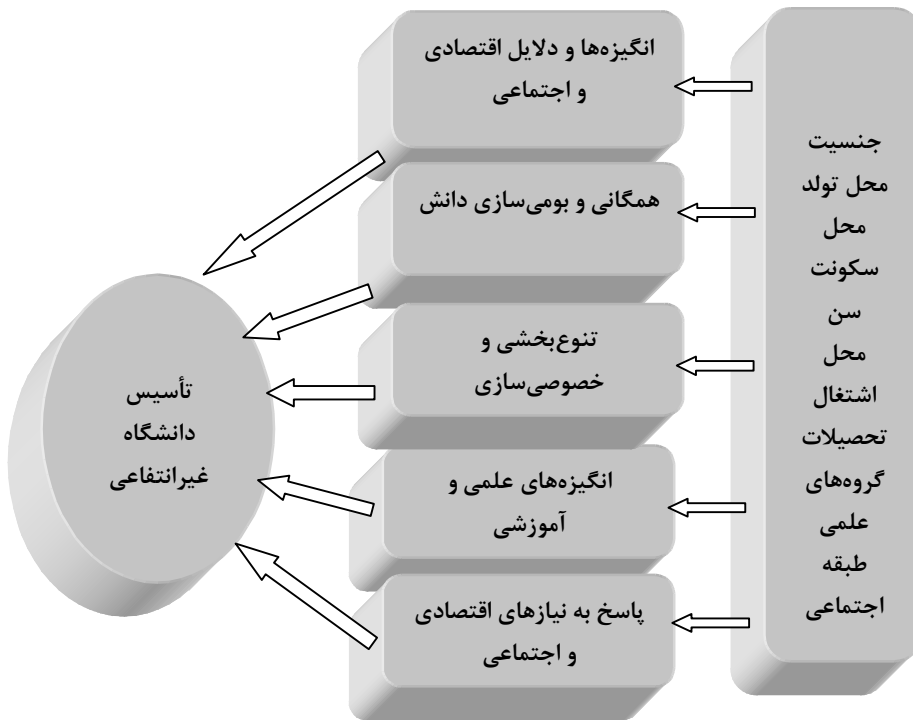 جنسیت
محل تولد
محل
سکونت
سن
محل
اشتغال
تحصیلات
گروه‌های
علمی
طبقه
اجتماعی
انگیزه‌ها و دلایل اقتصادی
و اجتماعی
همگانی و بومی‌سازی دانش
تنوع‌بخشی و
خصوصی‌سازی
انگیزه‌های علمی و
آموزشی
پاسخ به نیازهای اقتصادی
و اجتماعی
تأسیس
دانشگاه
غیرانتفاعی